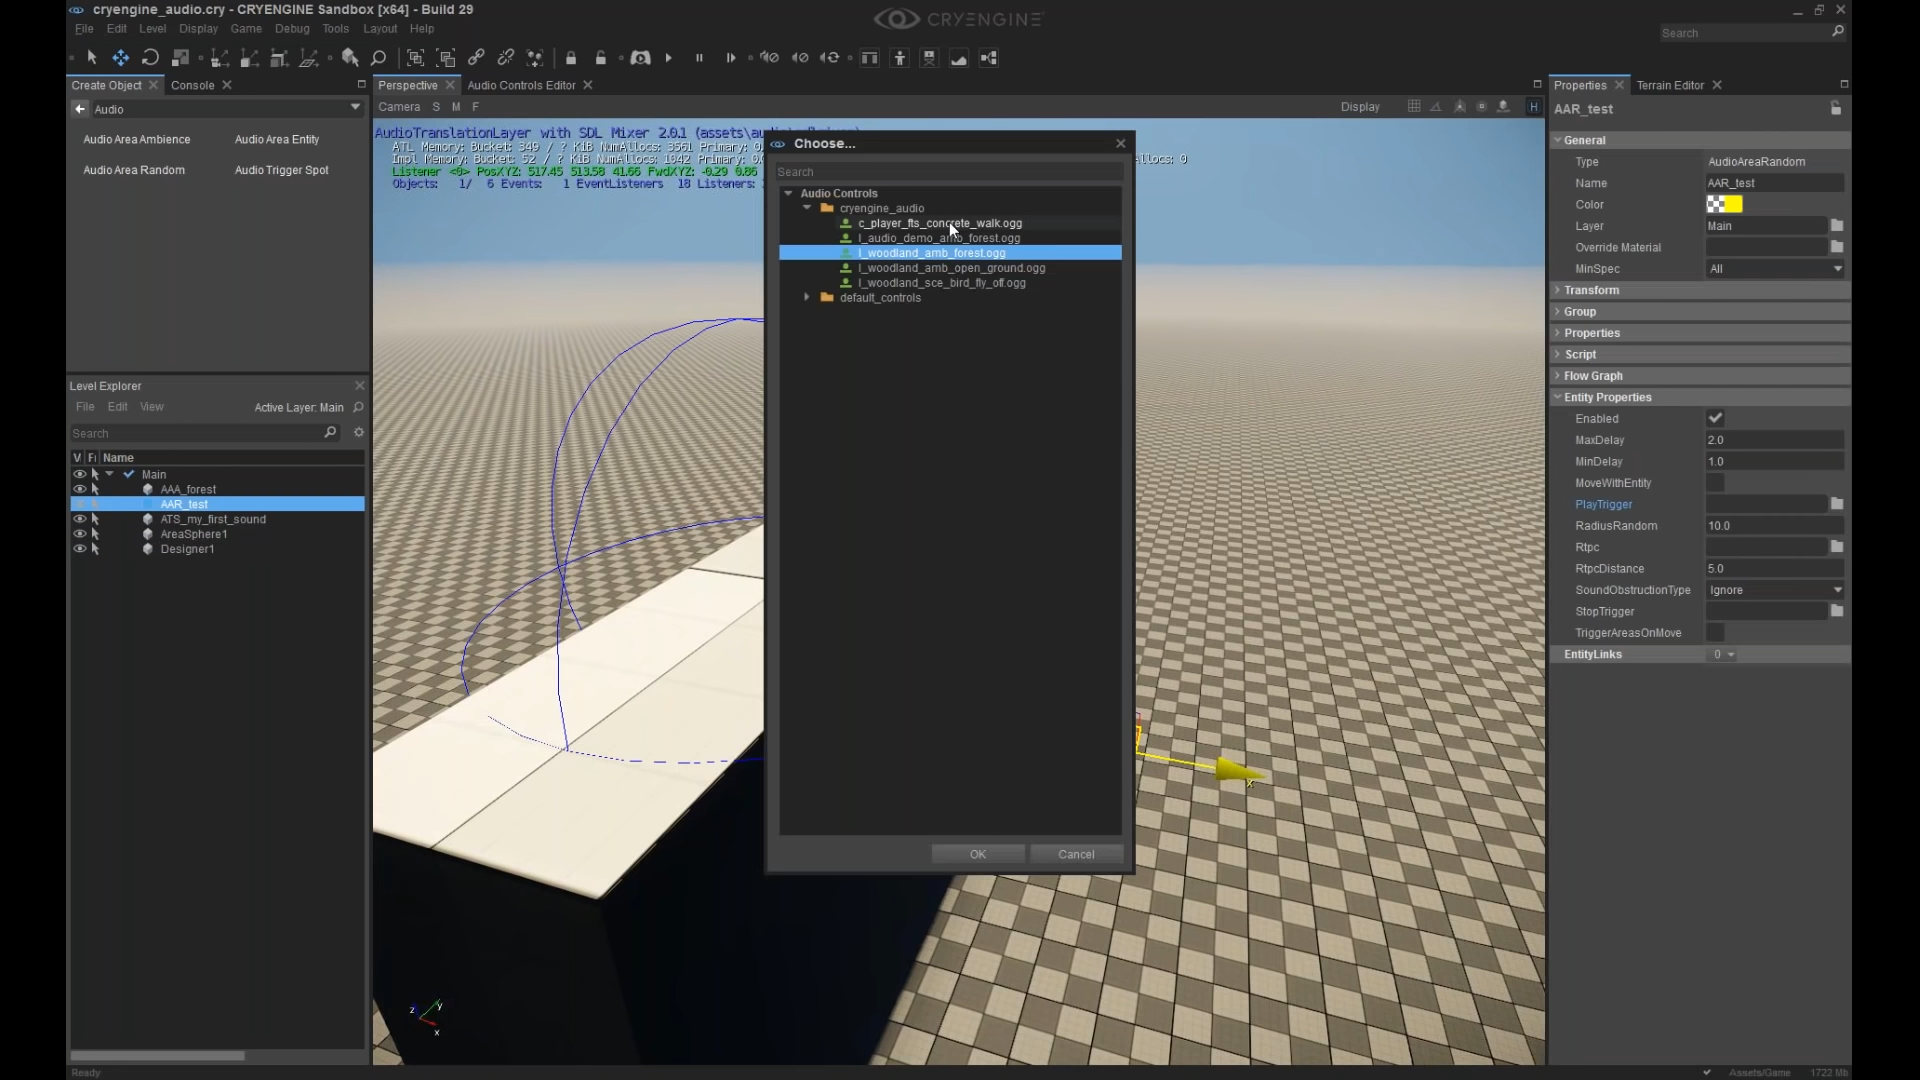 cryengine_audio.cry - CRYENGINE Sandbox [x64] - Build 29
CRYENGINE
File Edit Level Display Game Debug Tools Layout Help
Search
Create Object
Console
Perspective
Audio Controls Editor
Properties
Terrain Editor
Audio
Camera S M F
Display
H
AAR_test
Audio Area Ambience
Audio Area Entity
Audio Area Random
Audio Trigger Spot
AudioTranslationLayer with SDL Mixer 2.0.1
ATL Memory: Bucket: 349 / ? KiB NumAllocs: 3561 Primary:
Impl Memory: Bucket: 52 / ? KiB NumAllocs: 1042 Primary:
Listener <0> PosXYZ: 517.45 513.58 41.66 FwdXYZ: -0.29 0.86
Objects: 1/ 6 Events: 1 EventListeners 18 Listeners:
Choose...
Search
Audio Controls
cryengine_audio
c_player_fts_concrete_walk.ogg
l_audio_demo_amb_forest.ogg
l_woodland_amb_forest.ogg
l_woodland_amb_open_ground.ogg
l_woodland_sce_bird_fly_off.ogg
default_controls
OK
Cancel
General
Type AudioAreaRandom
Name AAR_test
Color
Layer Main
Override Material
MinSpec All
Transform
Group
Properties
Script
Flow Graph
Entity Properties
Enabled
MaxDelay 2.0
MinDelay 1.0
MoveWithEntity
PlayTrigger
RadiusRandom 10.0
Rtpc
RtpcDistance 5.0
SoundObstructionType Ignore
StopTrigger
TriggerAreasOnMove
EntityLinks 0
Level Explorer
File Edit View
Active Layer: Main
Search
V Fr Name
Main
AAA_forest
AAR_test
ATS_my_first_sound
AreaSphere1
Designer1
x
z y
x
Ready
Assets/Game
1722 Mb